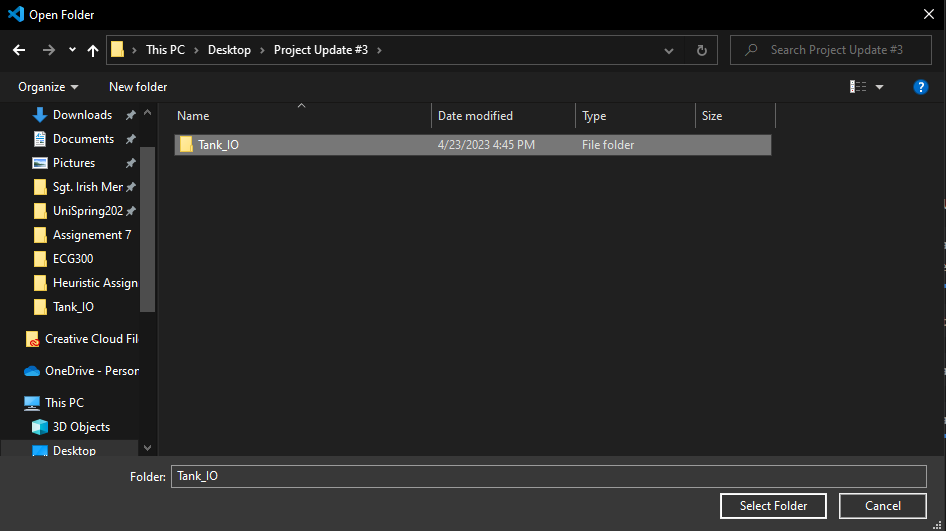 Open Folder
This PC > Desktop > Project Update #3 >
Search Project Update #3
Organize
New folder
?
Downloads
Documents
Pictures
Sgt. Irish Mer
UniSpring202
Assignement 7
ECG300
Heuristic Assign
Tank_IO
Creative Cloud Fil
OneDrive - Person
This PC
3D Objects
Desktop
Name
Date modified
Type
Size
Tank_IO
4/23/2023 4:45 PM
File folder
Folder:
Tank_IO
Select Folder
Cancel